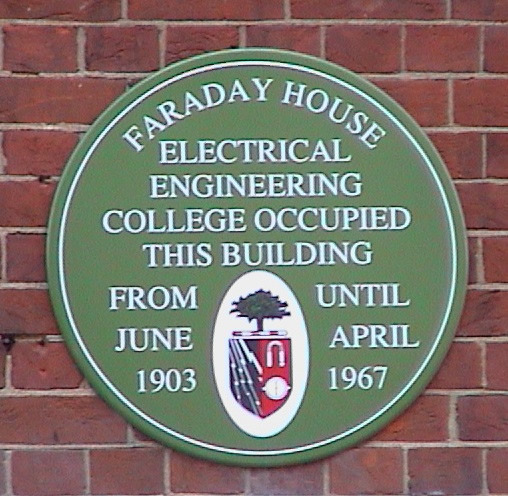 FARADAY HOUSE
ELECTRICAL
ENGINEERING
COLLEGE OCCUPIED
THIS BUILDING
FROM UNTIL
JUNE APRIL
1903 1967